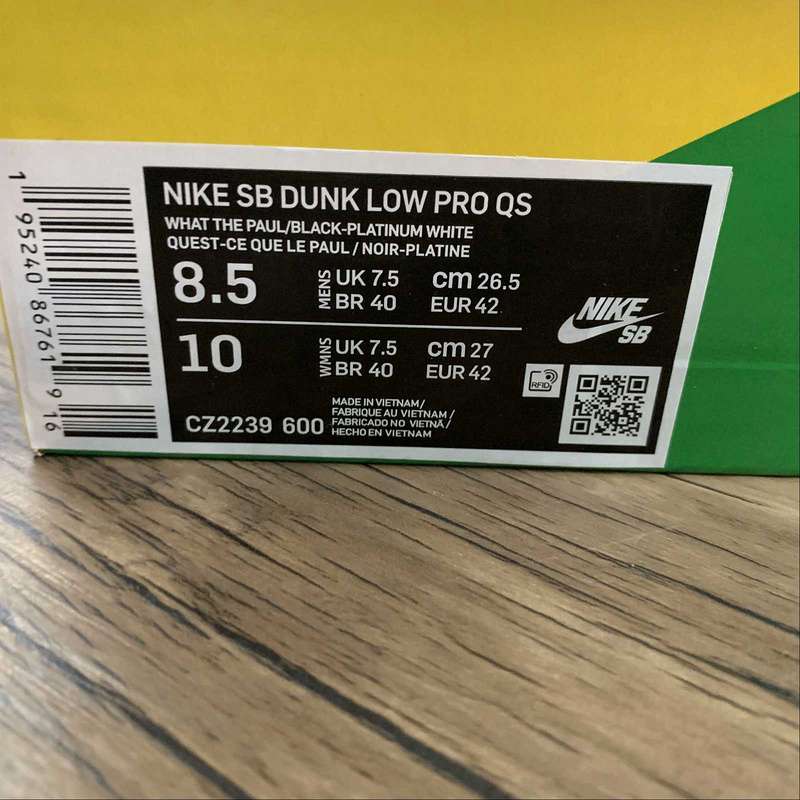 NIKE SB DUNK LOW PRO QS
WHAT THE PAUL/BLACK-PLATINUM WHITE
QUEST-CE QUE LE PAUL / NOIR-PLATINE
8.5 MENS UK 7.5 cm 26.5
BR 40 EUR 42
10 WMNS UK 7.5 cm 27
BR 40 EUR 42
NIKE
SB
RFID
CZ2239 600
MADE IN VIETNAM/
FABRIQUE AU VIETNAM /
FABRICADO NO VIETNÃ /
HECHO EN VIETNAM
1 95240 86761 9 16